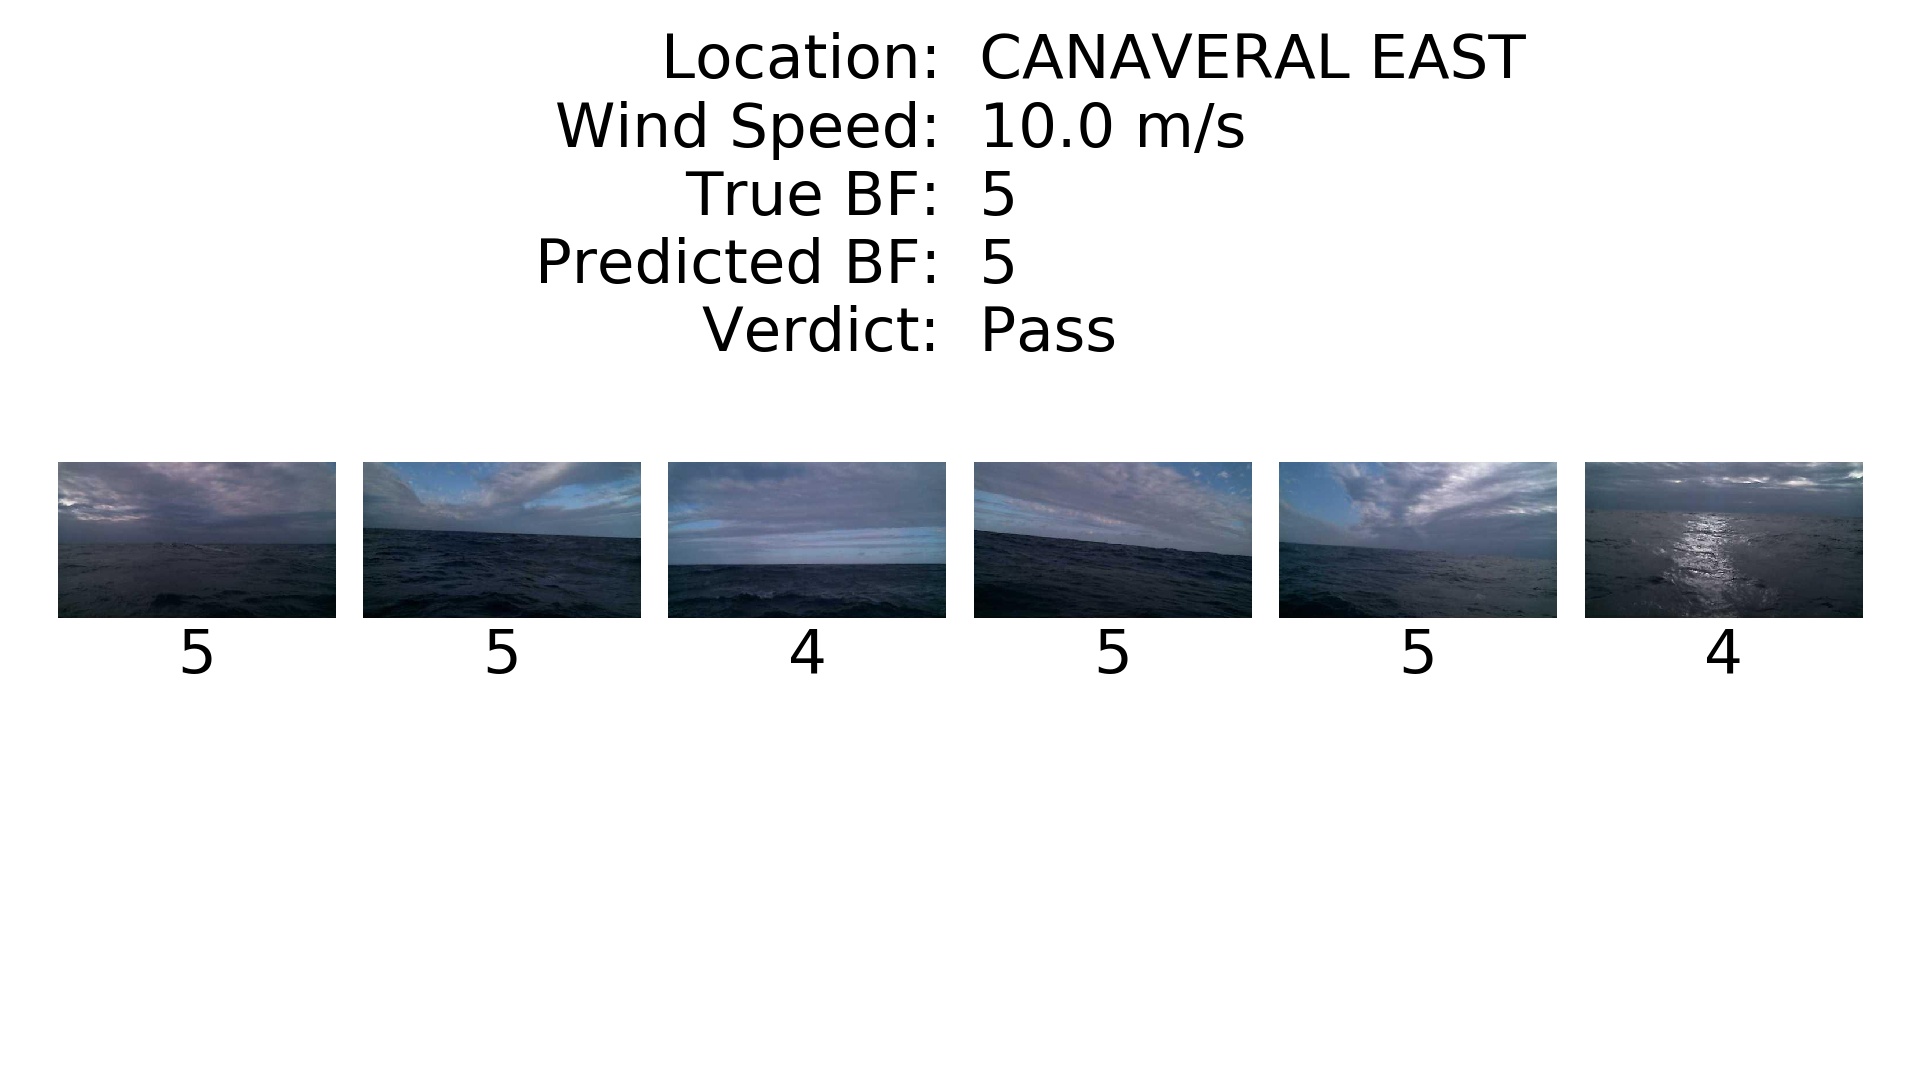 Location: CANAVERAL EAST
Wind Speed: 10.0 m/s
True BF: 5
Predicted BF: 5
Verdict: Pass
5 5 4 5 5 4